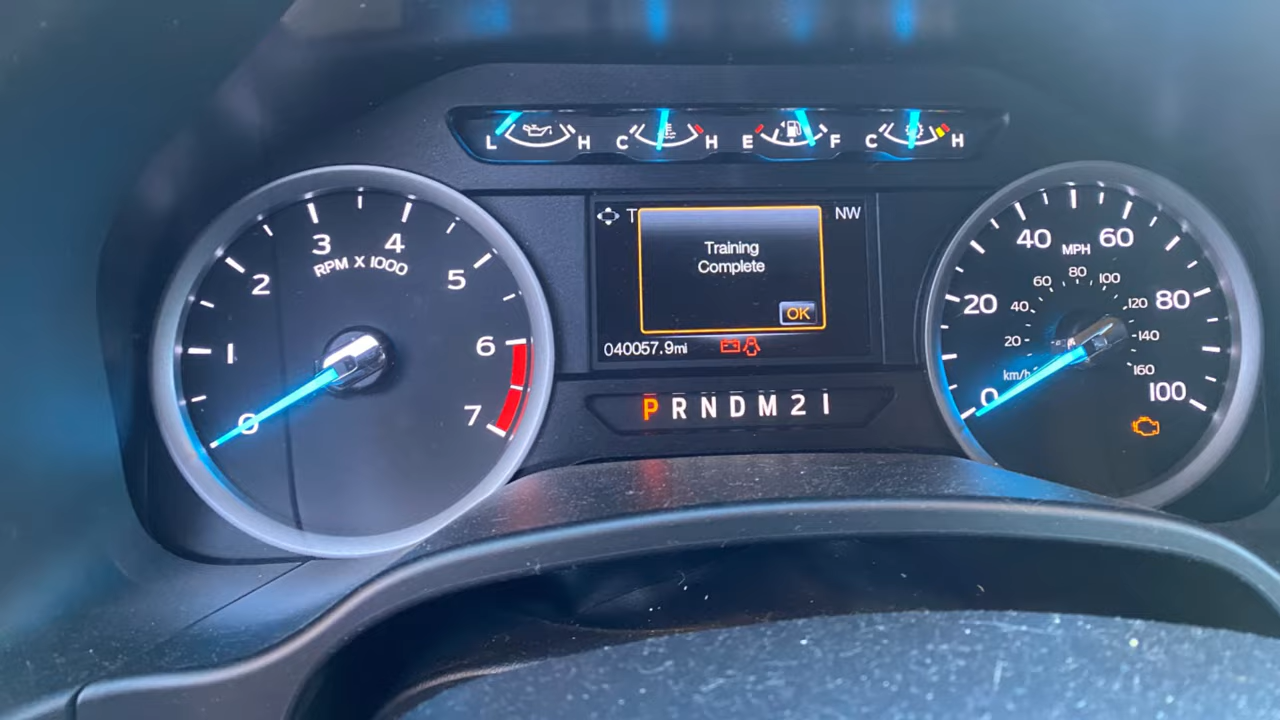 L H C H E F C H
T
NW
Training
Complete
OK
040057.9mi
P R N D M 2 1
0 1 2 3 4 5 6 7
RPM X 1000
0 20 40 60 80 100
MPH
20 40 60 80 100 120 140 160
km/h